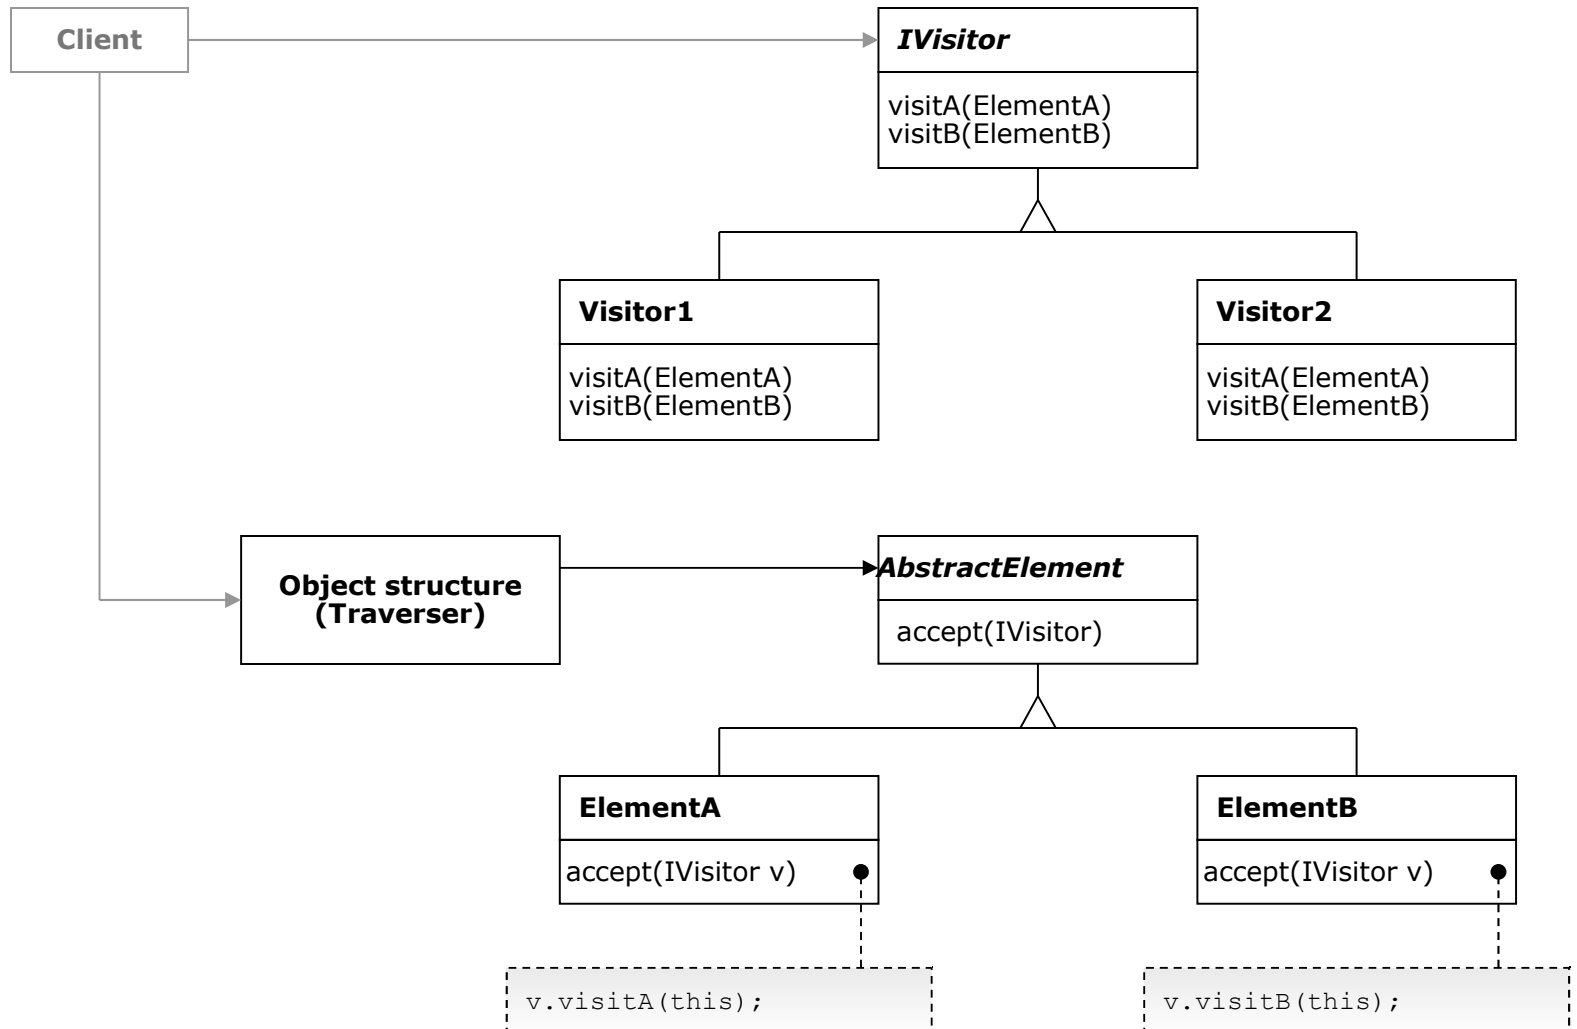 Client
IVisitor
visitA(ElementA)
visitB(ElementB)
Visitor1
visitA(ElementA)
visitB(ElementB)
Visitor2
visitA(ElementA)
visitB(ElementB)
Object structure
(Traverser)
AbstractElement
accept(IVisitor)
ElementA
accept(IVisitor v)
ElementB
accept(IVisitor v)
v.visitA(this);
v.visitB(this);